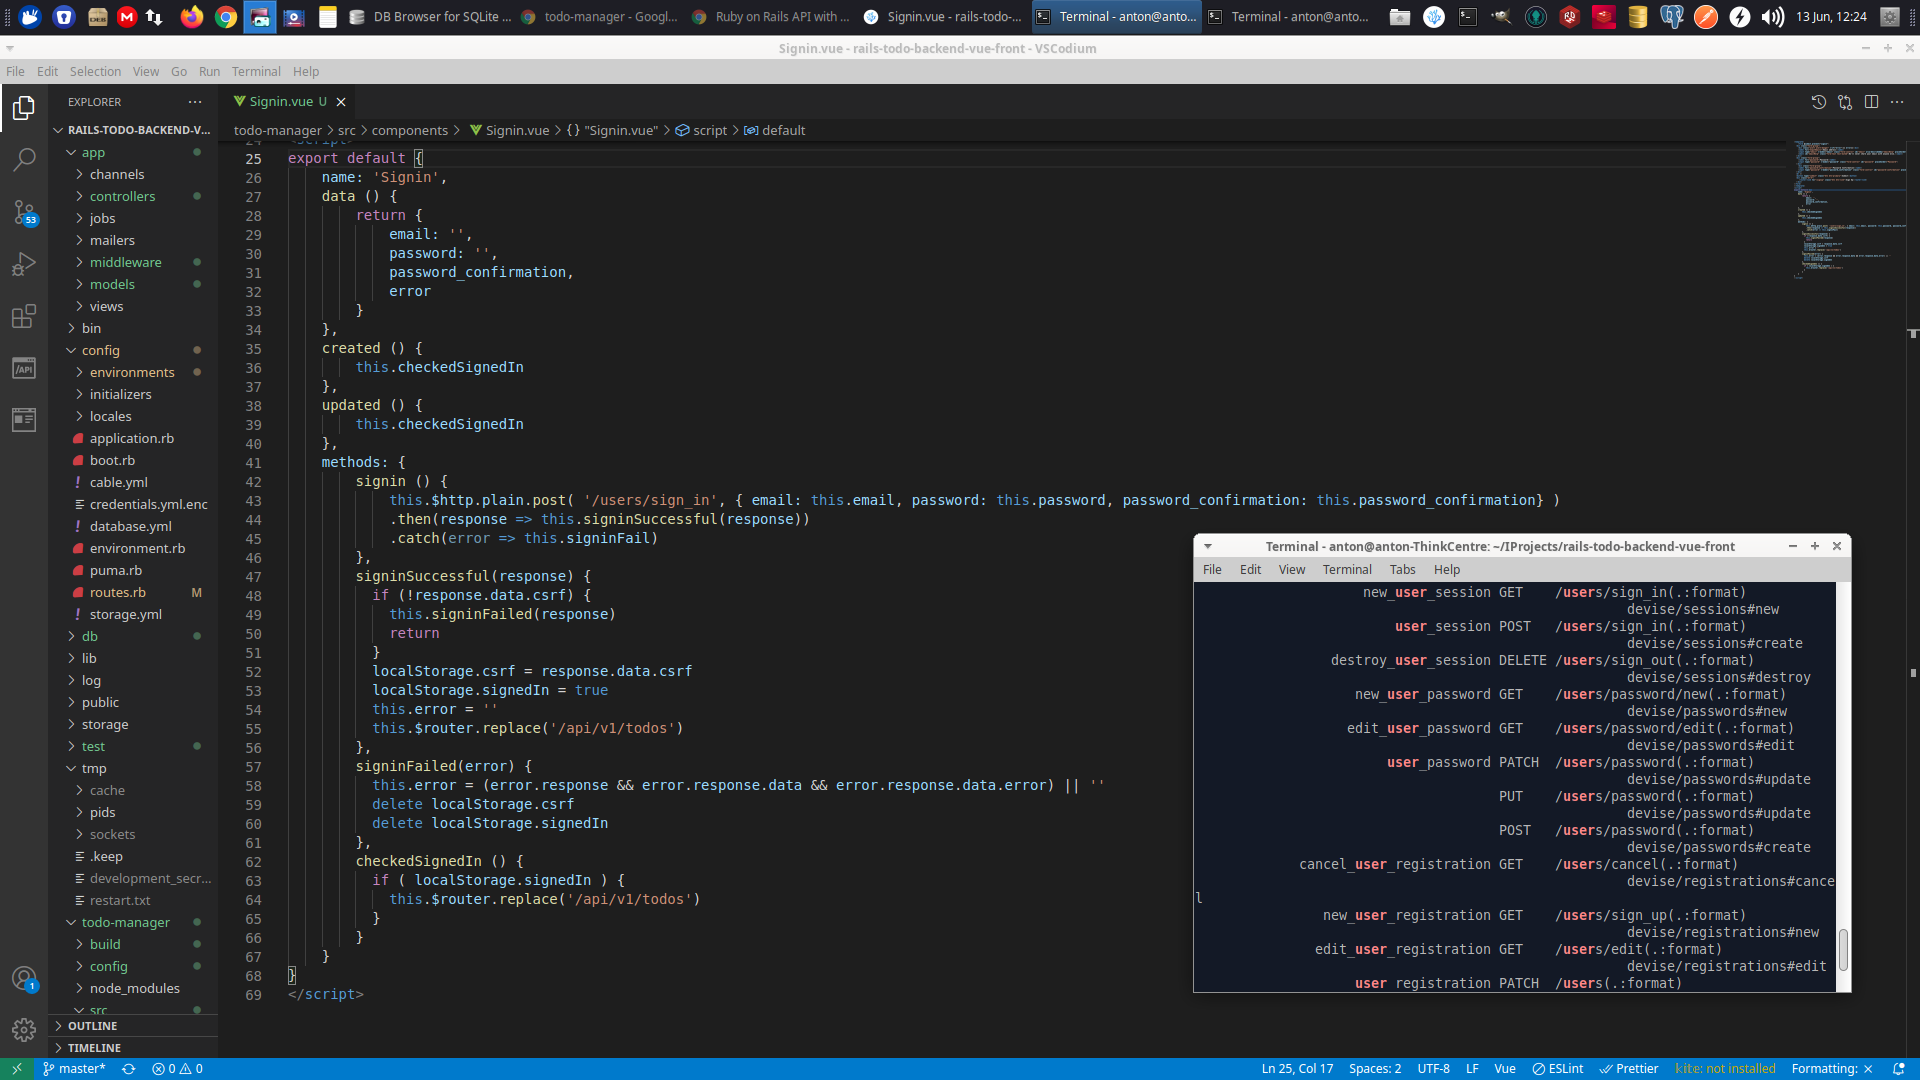 DB Browser for SQLite ...
todo-manager - Googl...
Ruby on Rails API with ...
Signin.vue - rails-todo-...
Terminal - anton@anto...
Terminal - anton@anto...
13 Jun, 12:24
Signin.vue - rails-todo-backend-vue-front - VSCodium
File Edit Selection View Go Run Terminal Help
EXPLORER
Signin.vue U
RAILS-TODO-BACKEND-V...
todo-manager > src > components > Signin.vue > {} "Signin.vue" > script > default
app
channels
controllers
jobs
mailers
middleware
models
views
bin
config
environments
initializers
locales
application.rb
boot.rb
cable.yml
credentials.yml.enc
database.yml
environment.rb
puma.rb
routes.rb M
storage.yml
db
lib
log
public
storage
test
tmp
cache
pids
sockets
.keep
development_secr...
restart.txt
todo-manager
build
config
node_modules
src
OUTLINE
TIMELINE
53
/API
1
24 <script>
25 export default {
26 name: 'Signin',
27 data () {
28 return {
29 email: '',
30 password: '',
31 password_confirmation,
32 error
33 }
34 },
35 created () {
36 this.checkedSignedIn
37 },
38 updated () {
39 this.checkedSignedIn
40 },
41 methods: {
42 signin () {
43 this.$http.plain.post( '/users/sign_in', { email: this.email, password: this.password, password_confirmation: this.password_confirmation} )
44 .then(response => this.signinSuccessful(response))
45 .catch(error => this.signinFail)
46 },
47 signinSuccessful(response) {
48 if (!response.data.csrf) {
49 this.signinFailed(response)
50 return
51 }
52 localStorage.csrf = response.data.csrf
53 localStorage.signedIn = true
54 this.error = ''
55 this.$router.replace('/api/v1/todos')
56 },
57 signinFailed(error) {
58 this.error = (error.response && error.response.data && error.response.data.error) || ''
59 delete localStorage.csrf
60 delete localStorage.signedIn
61 },
62 checkedSignedIn () {
63 if ( localStorage.signedIn ) {
64 this.$router.replace('/api/v1/todos')
65 }
66 }
67 }
68 }
69 </script>
Terminal - anton@anton-ThinkCentre: ~/IProjects/rails-todo-backend-vue-front
File Edit View Terminal Tabs Help
new_user_session GET /users/sign_in(.:format)
devise/sessions#new
user_session POST /users/sign_in(.:format)
devise/sessions#create
destroy_user_session DELETE /users/sign_out(.:format)
devise/sessions#destroy
new_user_password GET /users/password/new(.:format)
devise/passwords#new
edit_user_password GET /users/password/edit(.:format)
devise/passwords#edit
user_password PATCH /users/password(.:format)
devise/passwords#update
PUT /users/password(.:format)
devise/passwords#update
POST /users/password(.:format)
devise/passwords#create
cancel_user_registration GET /users/cancel(.:format)
devise/registrations#cance
l
new_user_registration GET /users/sign_up(.:format)
devise/registrations#new
edit_user_registration GET /users/edit(.:format)
devise/registrations#edit
user_registration PATCH /users(.:format)
master* 0 0 Ln 25, Col 17 Spaces: 2 UTF-8 LF Vue ESLint Prettier kite: not installed Formatting: ×